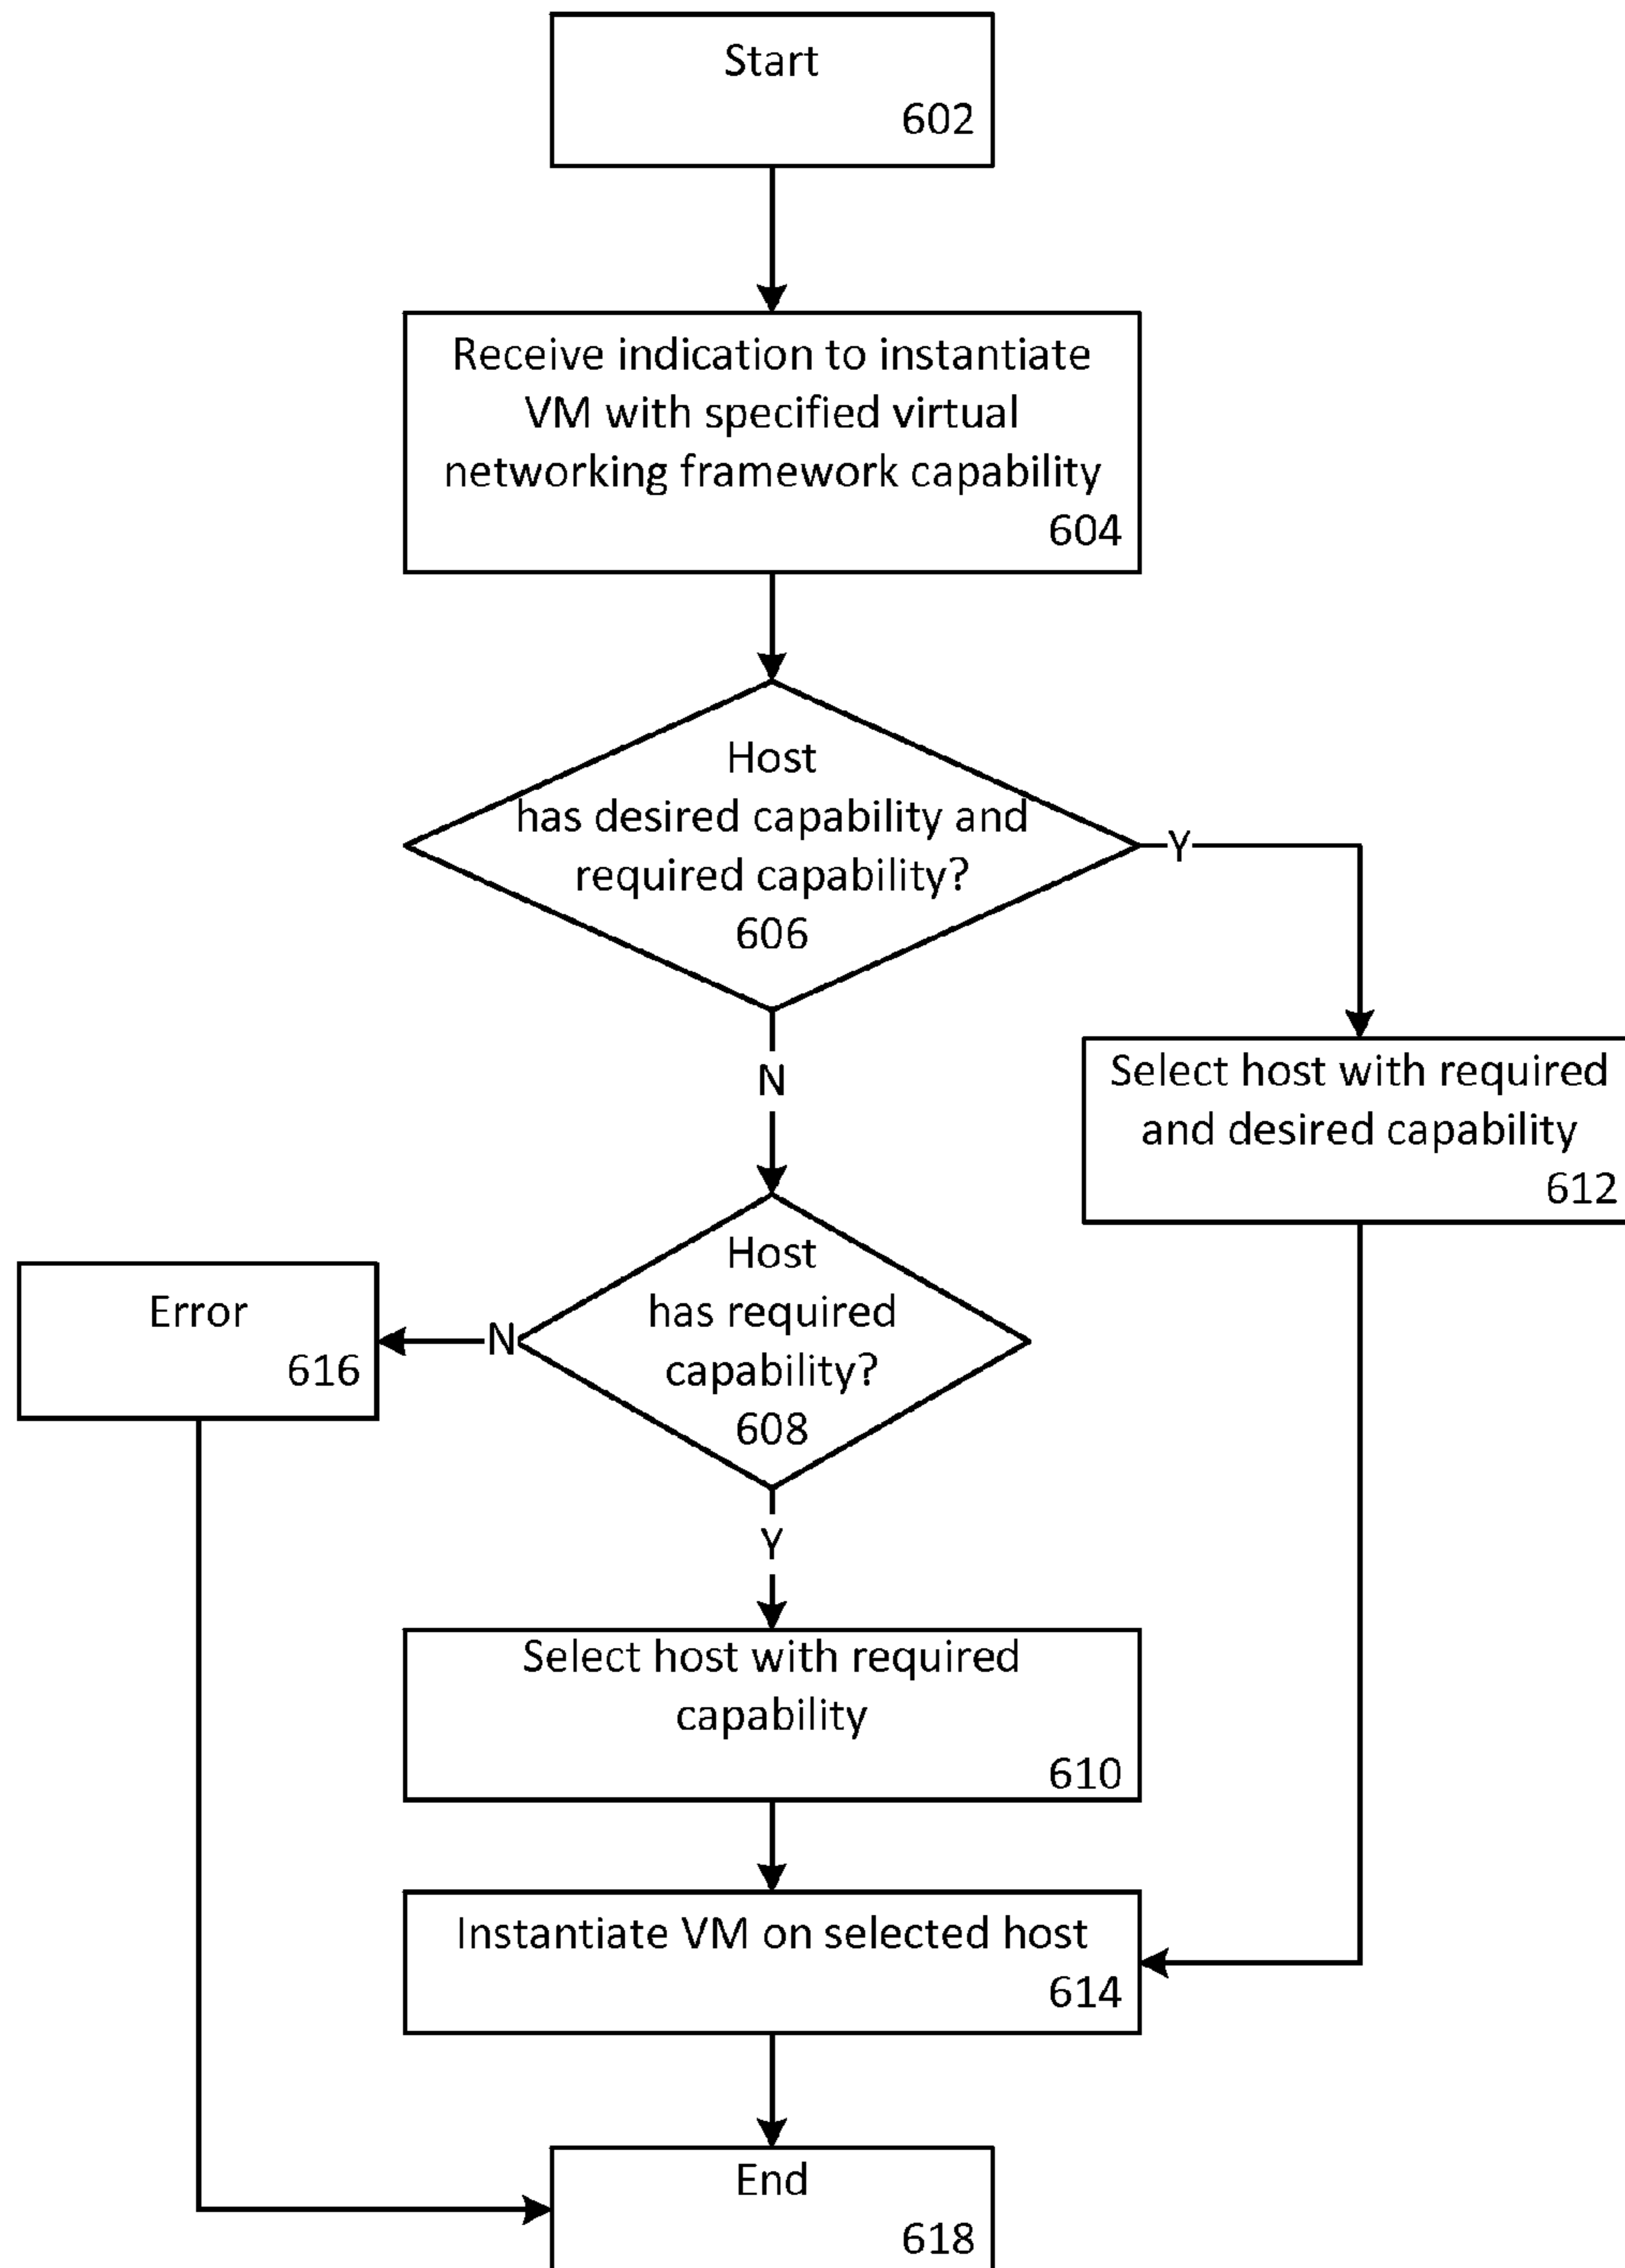 Start
602
Receive indication to instantiate
VM with specified virtual
networking framework capability
604
Host
has desired capability and
required capability?
606
Y
N
Select host with required
and desired capability
612
Host
has required
capability?
608
N
Error
616
Y
Select host with required
capability
610
Instantiate VM on selected host
614
End
618